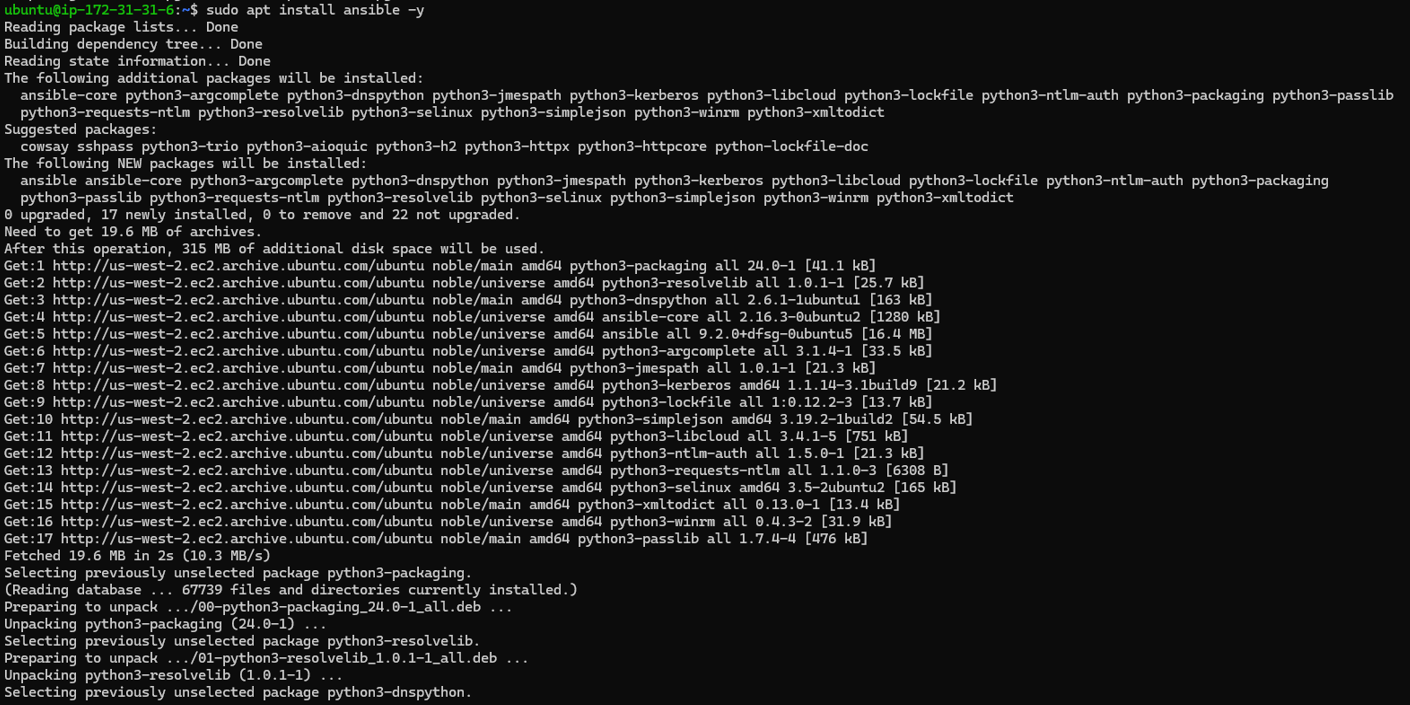 ubuntu@ip-172-31-31-6:~$ sudo apt install ansible -y
Reading package lists... Done
Building dependency tree... Done
Reading state information... Done
The following additional packages will be installed:
  ansible-core python3-argcomplete python3-dnspython python3-jmespath python3-kerberos python3-libcloud python3-lockfile python3-ntlm-auth python3-packaging python3-passlib
  python3-requests-ntlm python3-resolvelib python3-selinux python3-simplejson python3-winrm python3-xmltodict
Suggested packages:
  cowsay sshpass python3-trio python3-aioquic python3-h2 python3-httpx python3-httpcore python-lockfile-doc
The following NEW packages will be installed:
  ansible ansible-core python3-argcomplete python3-dnspython python3-jmespath python3-kerberos python3-libcloud python3-lockfile python3-ntlm-auth python3-packaging
  python3-passlib python3-requests-ntlm python3-resolvelib python3-selinux python3-simplejson python3-winrm python3-xmltodict
0 upgraded, 17 newly installed, 0 to remove and 22 not upgraded.
Need to get 19.6 MB of archives.
After this operation, 315 MB of additional disk space will be used.
Get:1 http://us-west-2.ec2.archive.ubuntu.com/ubuntu noble/main amd64 python3-packaging all 24.0-1 [41.1 kB]
Get:2 http://us-west-2.ec2.archive.ubuntu.com/ubuntu noble/universe amd64 python3-resolvelib all 1.0.1-1 [25.7 kB]
Get:3 http://us-west-2.ec2.archive.ubuntu.com/ubuntu noble/main amd64 python3-dnspython all 2.6.1-1ubuntu1 [163 kB]
Get:4 http://us-west-2.ec2.archive.ubuntu.com/ubuntu noble/universe amd64 ansible-core all 2.16.3-0ubuntu2 [1280 kB]
Get:5 http://us-west-2.ec2.archive.ubuntu.com/ubuntu noble/universe amd64 ansible all 9.2.0+dfsg-0ubuntu5 [16.4 MB]
Get:6 http://us-west-2.ec2.archive.ubuntu.com/ubuntu noble/universe amd64 python3-argcomplete all 3.1.4-1 [33.5 kB]
Get:7 http://us-west-2.ec2.archive.ubuntu.com/ubuntu noble/main amd64 python3-jmespath all 1.0.1-1 [21.3 kB]
Get:8 http://us-west-2.ec2.archive.ubuntu.com/ubuntu noble/universe amd64 python3-kerberos amd64 1.1.14-3.1build9 [21.2 kB]
Get:9 http://us-west-2.ec2.archive.ubuntu.com/ubuntu noble/universe amd64 python3-lockfile all 1:0.12.2-3 [13.7 kB]
Get:10 http://us-west-2.ec2.archive.ubuntu.com/ubuntu noble/main amd64 python3-simplejson amd64 3.19.2-1build2 [54.5 kB]
Get:11 http://us-west-2.ec2.archive.ubuntu.com/ubuntu noble/universe amd64 python3-libcloud all 3.4.1-5 [751 kB]
Get:12 http://us-west-2.ec2.archive.ubuntu.com/ubuntu noble/universe amd64 python3-ntlm-auth all 1.5.0-1 [21.3 kB]
Get:13 http://us-west-2.ec2.archive.ubuntu.com/ubuntu noble/universe amd64 python3-requests-ntlm all 1.1.0-3 [6308 B]
Get:14 http://us-west-2.ec2.archive.ubuntu.com/ubuntu noble/universe amd64 python3-selinux amd64 3.5-2ubuntu2 [165 kB]
Get:15 http://us-west-2.ec2.archive.ubuntu.com/ubuntu noble/main amd64 python3-xmltodict all 0.13.0-1 [13.4 kB]
Get:16 http://us-west-2.ec2.archive.ubuntu.com/ubuntu noble/universe amd64 python3-winrm all 0.4.3-2 [31.9 kB]
Get:17 http://us-west-2.ec2.archive.ubuntu.com/ubuntu noble/main amd64 python3-passlib all 1.7.4-4 [476 kB]
Fetched 19.6 MB in 2s (10.3 MB/s)
Selecting previously unselected package python3-packaging.
(Reading database ... 67739 files and directories currently installed.)
Preparing to unpack .../00-python3-packaging_24.0-1_all.deb ...
Unpacking python3-packaging (24.0-1) ...
Selecting previously unselected package python3-resolvelib.
Preparing to unpack .../01-python3-resolvelib_1.0.1-1_all.deb ...
Unpacking python3-resolvelib (1.0.1-1) ...
Selecting previously unselected package python3-dnspython.